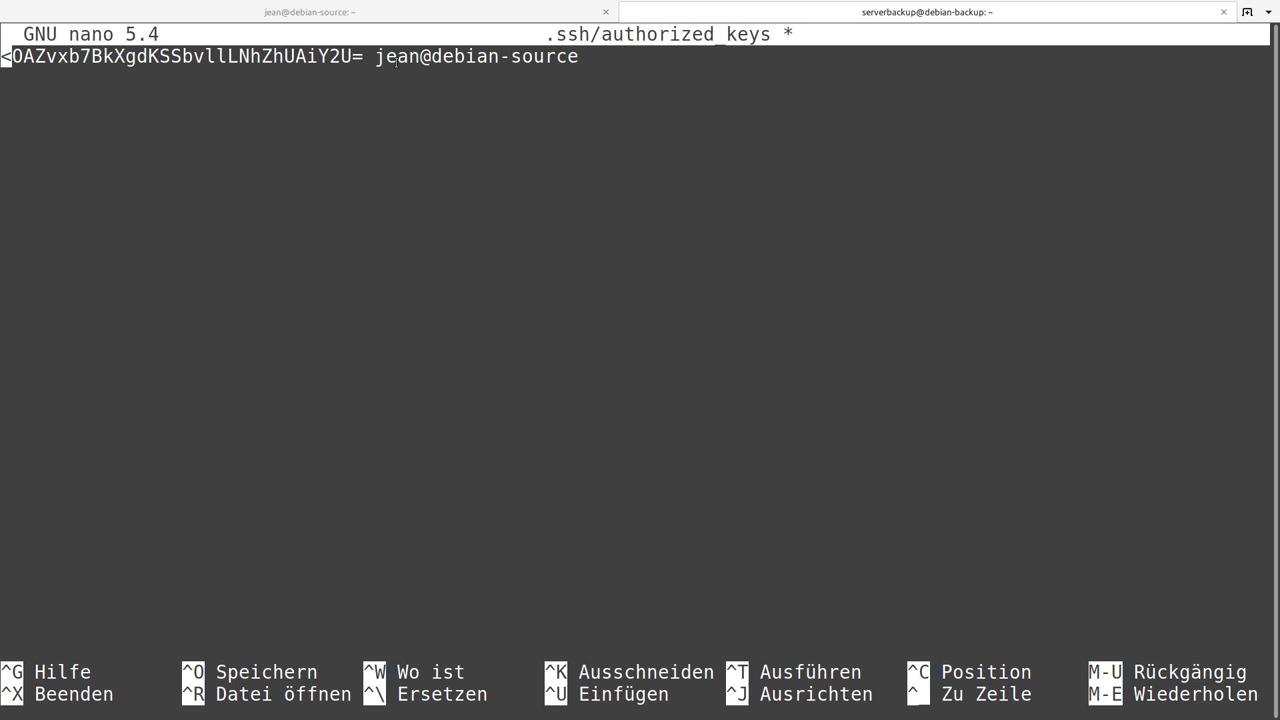 jean@debian-source: ~ × serverbackup@debian-backup: ~ ×
GNU nano 5.4 .ssh/authorized_keys *
<OAZvxb7BkXgdKSSbvllLNhZhUAiY2U= jean@debian-source
^G Hilfe ^O Speichern ^W Wo ist ^K Ausschneiden ^T Ausführen ^C Position M-U Rückgängig
^X Beenden ^R Datei öffnen ^\ Ersetzen ^U Einfügen ^J Ausrichten ^_ Zu Zeile M-E Wiederholen